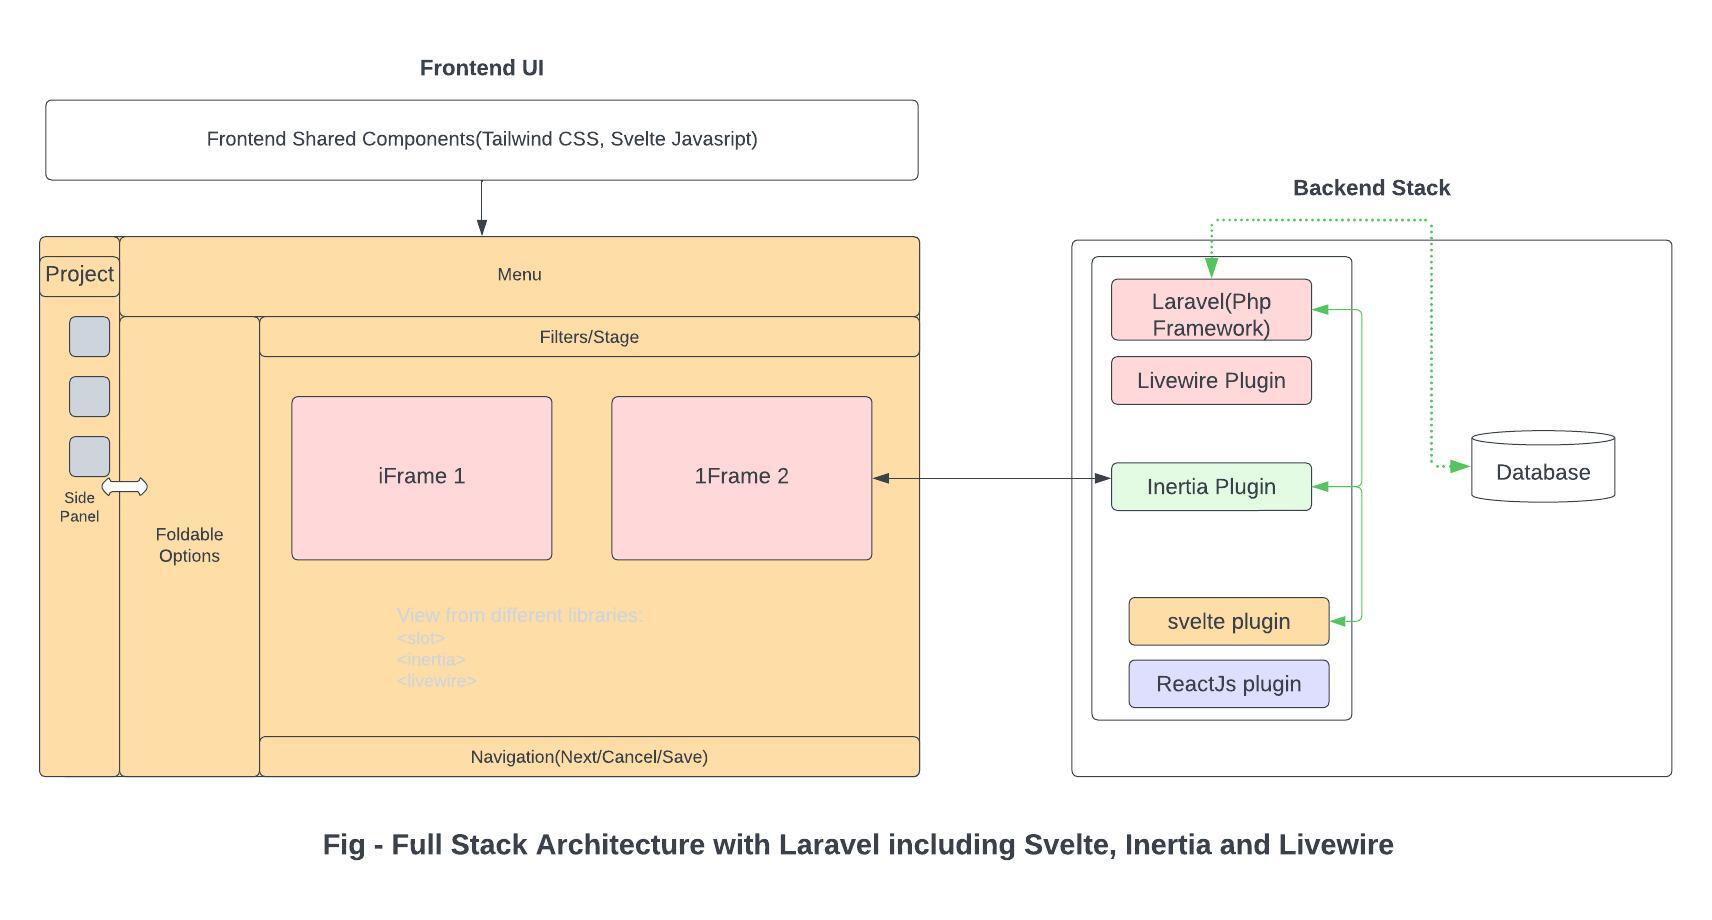 Frontend UI
Frontend Shared Components(Tailwind CSS, Svelte Javasript)
Project
Menu
Filters/Stage
iFrame 1
1Frame 2
Side
Panel
Foldable
Options
View from different libraries:
<slot>
<inertia>
<livewire>
Navigation(Next/Cancel/Save)
Backend Stack
Laravel(Php
Framework)
Livewire Plugin
Inertia Plugin
svelte plugin
ReactJs plugin
Database
Fig - Full Stack Architecture with Laravel including Svelte, Inertia and Livewire